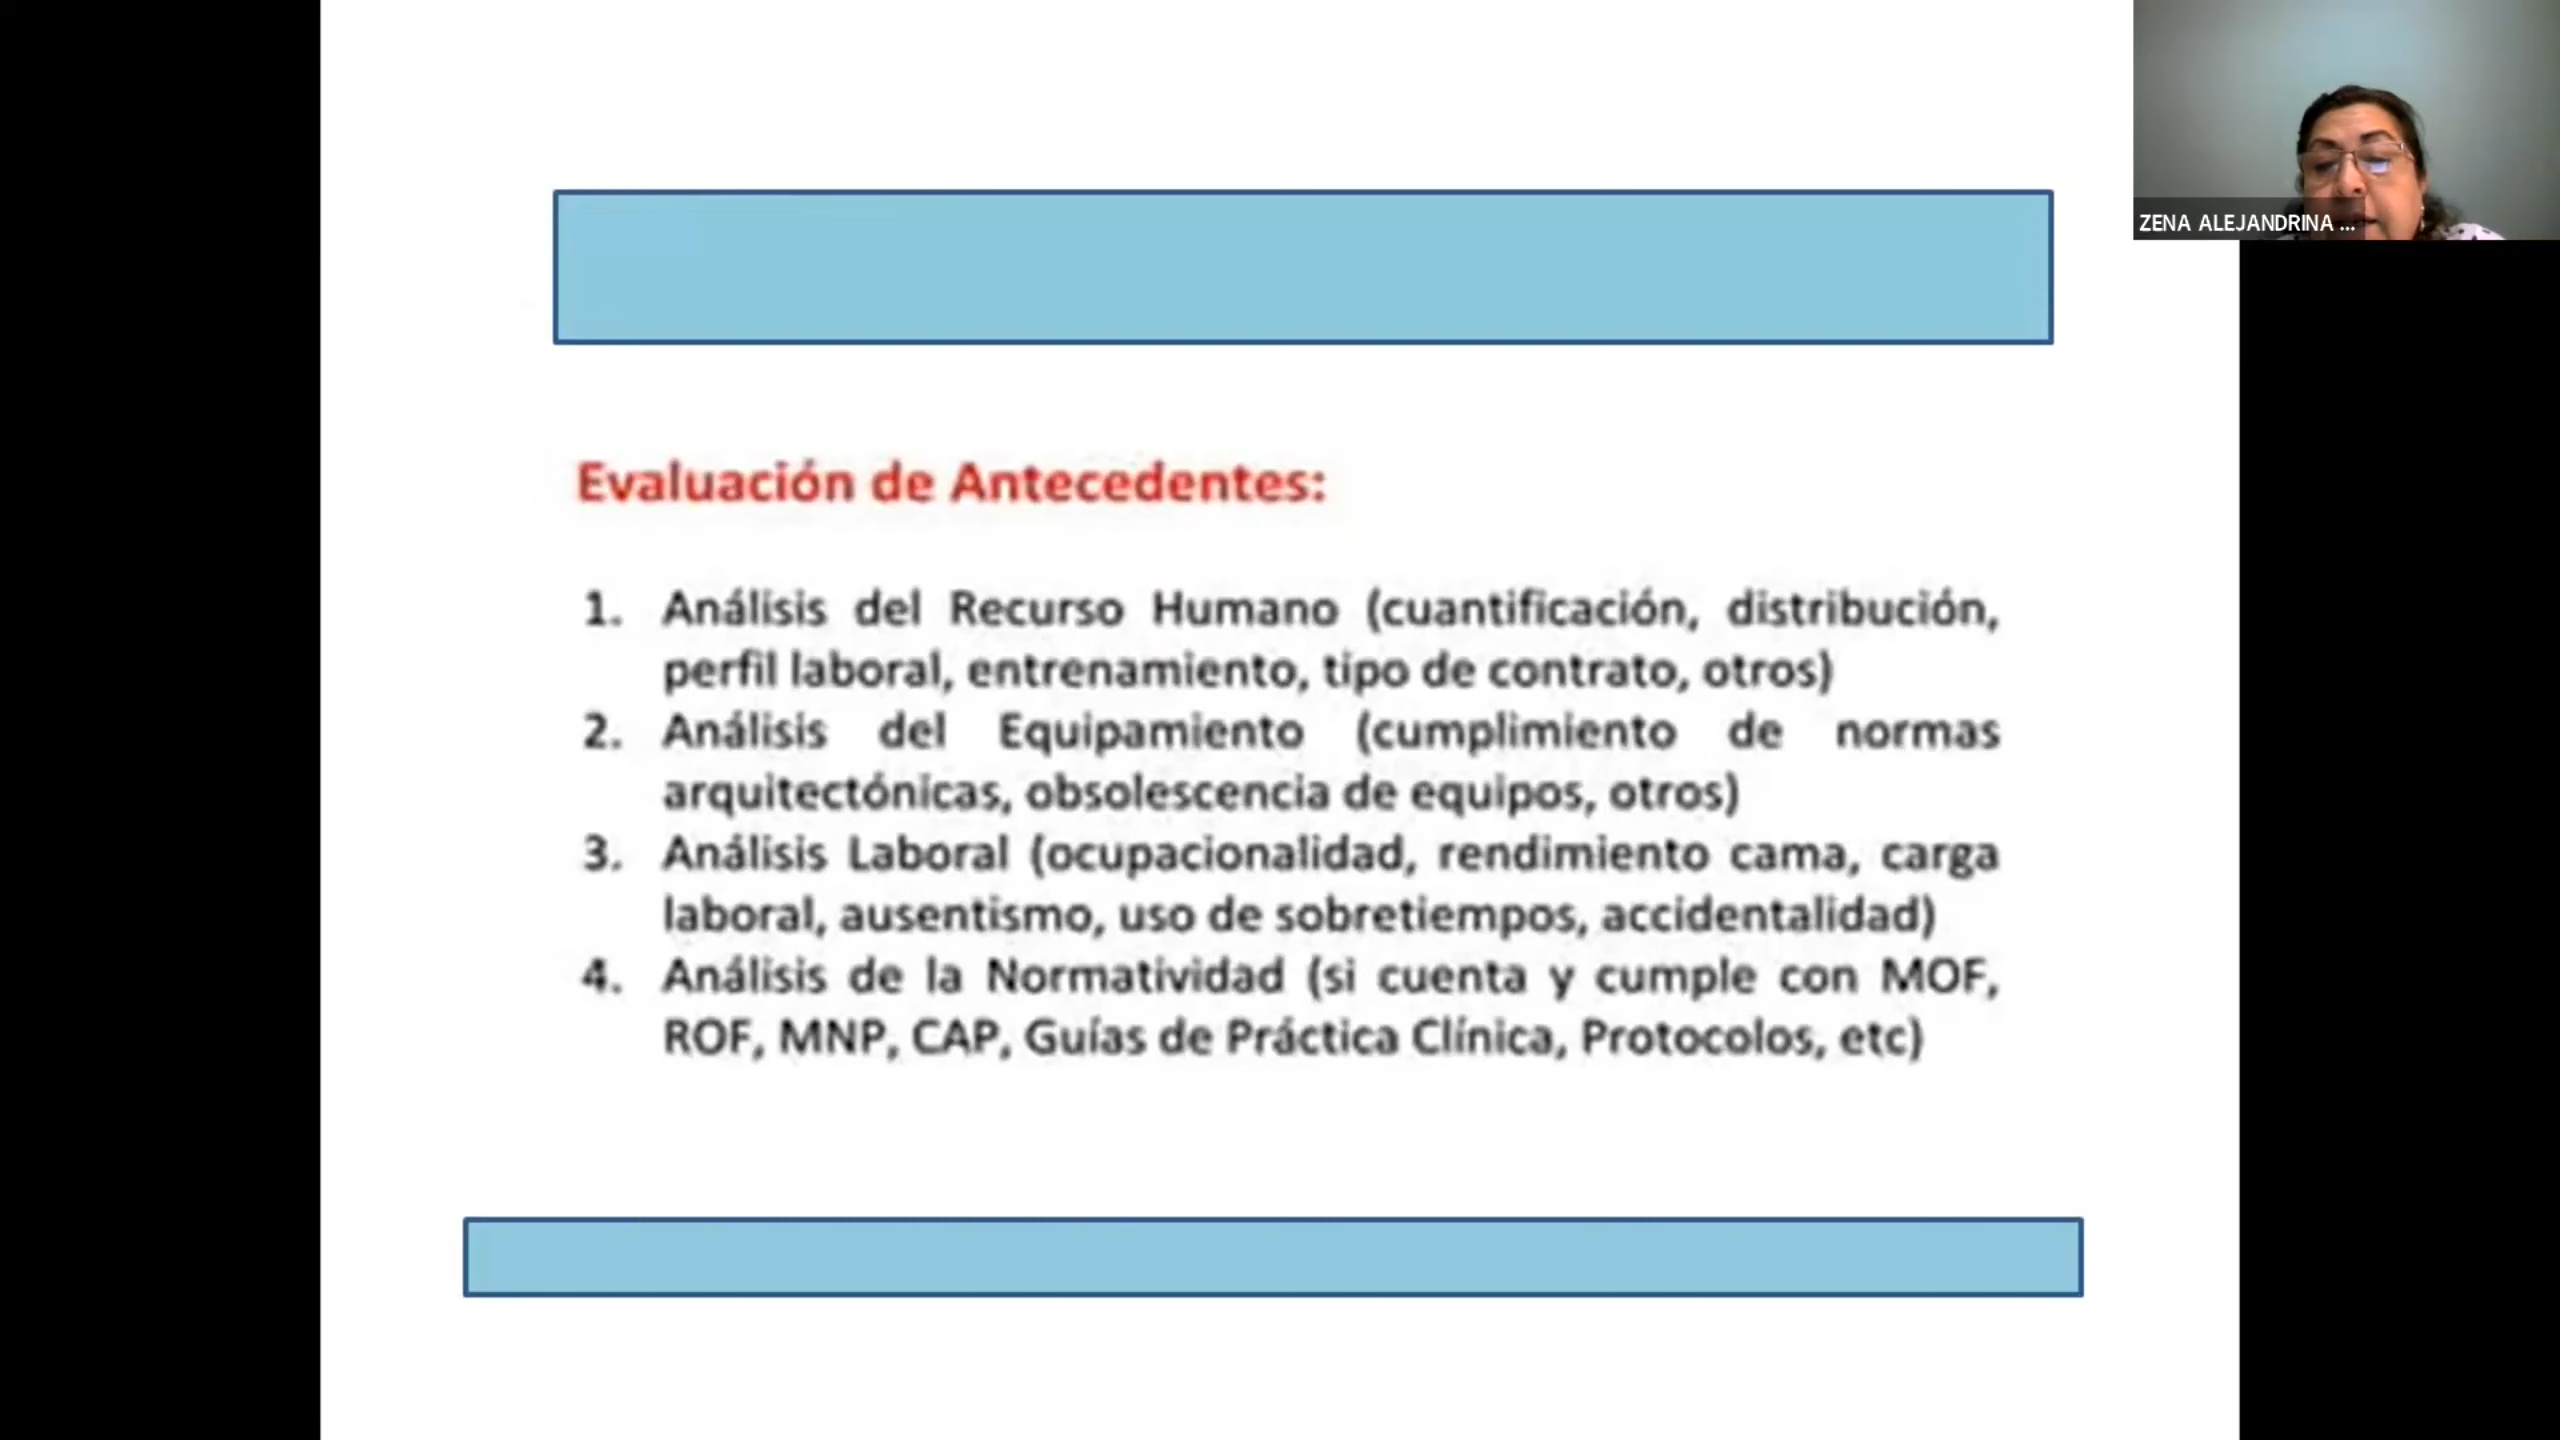 ZENA ALEJANDRINA ...
Evaluación de Antecedentes:
1. Análisis del Recurso Humano (cuantificación, distribución,
perfil laboral, entrenamiento, tipo de contrato, otros)
2. Análisis del Equipamiento (cumplimiento de normas
arquitectónicas, obsolescencia de equipos, otros)
3. Análisis Laboral (ocupacionalidad, rendimiento cama, carga
laboral, ausentismo, uso de sobretiempos, accidentalidad)
4. Análisis de la Normatividad (si cuenta y cumple con MOF,
ROF, MNP, CAP, Guías de Práctica Clínica, Protocolos, etc)